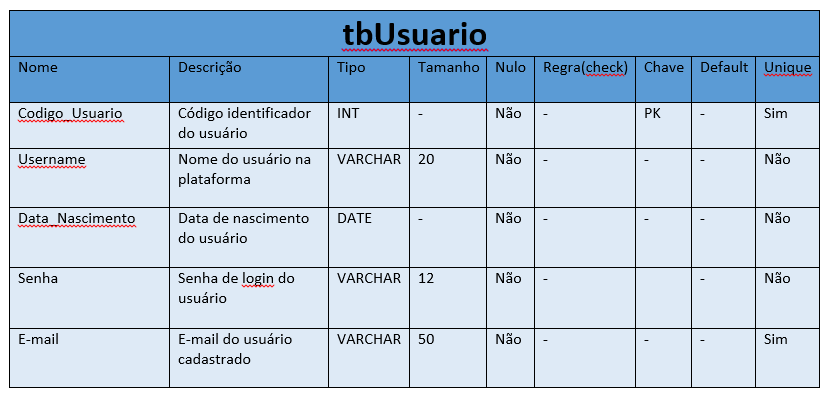 tbUsuario
Nome Descrição Tipo Tamanho Nulo Regra(check) Chave Default Unique
Codigo_Usuario Código identificador INT - Não - PK - Sim
do usuário
Username Nome do usuário na VARCHAR 20 Não - - - Não
plataforma
Data_Nascimento Data de nascimento DATE - Não - - - Não
do usuário
Senha Senha de login do VARCHAR 12 Não - - Não
usuário
E-mail E-mail do usuário VARCHAR 50 Não - - - Sim
cadastrado